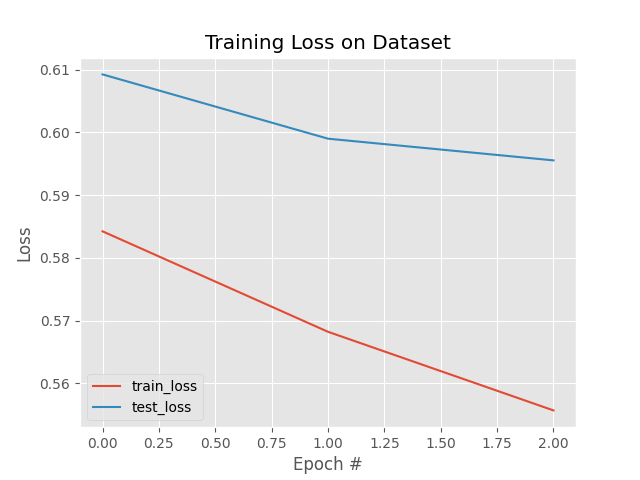 Training Loss on Dataset
0.61
0.60
0.59
0.58
0.57
0.56
Loss
train_loss
test_loss
0.00 0.25 0.50 0.75 1.00 1.25 1.50 1.75 2.00
Epoch #